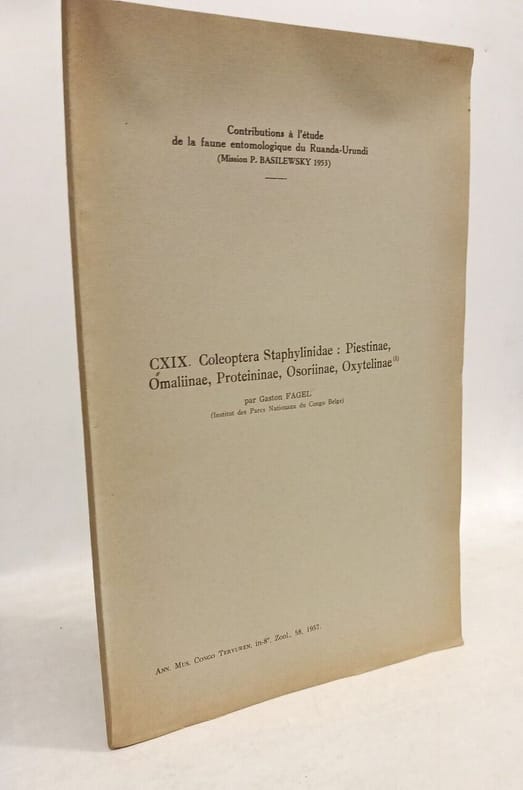 Contributions à l'étude
de la faune entomologique du Ruanda-Urundi
(Mission P. BASILEWSKY 1953)
CXIX. Coleoptera Staphylinidae : Piestinae,
Omaliinae, Proteininae, Osoriinae, Oxytelinae
par Gaston FAGEL
(Institut des Parcs Nationaux du Congo Belge)
ANN. MUS. CONGO TERVUREN, in-8°, Zool., 58, 1957.